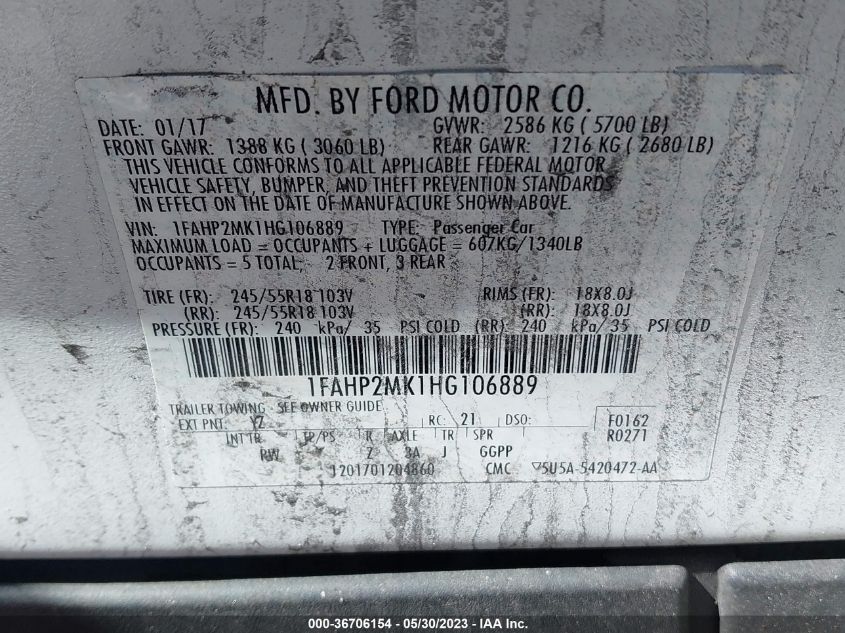 MFD. BY FORD MOTOR CO.
DATE: 01/17 GVWR: 2586 KG ( 5700 LB)
FRONT GAWR: 1388 KG ( 3060 LB) REAR GAWR: 1216 KG ( 2680 LB)
THIS VEHICLE CONFORMS TO ALL APPLICABLE FEDERAL MOTOR
VEHICLE SAFETY, BUMPER, AND THEFT PREVENTION STANDARDS
IN EFFECT ON THE DATE OF MANUFACTURE SHOWN ABOVE.
VIN: 1FAHP2MK1HG106889 TYPE: Passenger Car
MAXIMUM LOAD = OCCUPANTS + LUGGAGE = 607KG/1340LB
OCCUPANTS = 5 TOTAL; 2 FRONT, 3 REAR
TIRE (FR): 245/55R18 103V RIMS (FR): 18X8.0J
(RR): 245/55R18 103V (RR): 18X8.0J
PRESSURE (FR): 240 kPa/ 35 PSI COLD (RR): 240 kPa/ 35 PSI COLD
1FAHP2MK1HG106889
TRAILER TOWING - SEE OWNER GUIDE
EXT PNT: YZ RC: 21 DSO: F0162
INT TR TP/PS R AXLE TR SPR R0271
RW Z 3A J GGPP
1201701204860 CMC 5U5A-5420472-AA
000-36706154 — 05/30/2023 — IAA Inc.